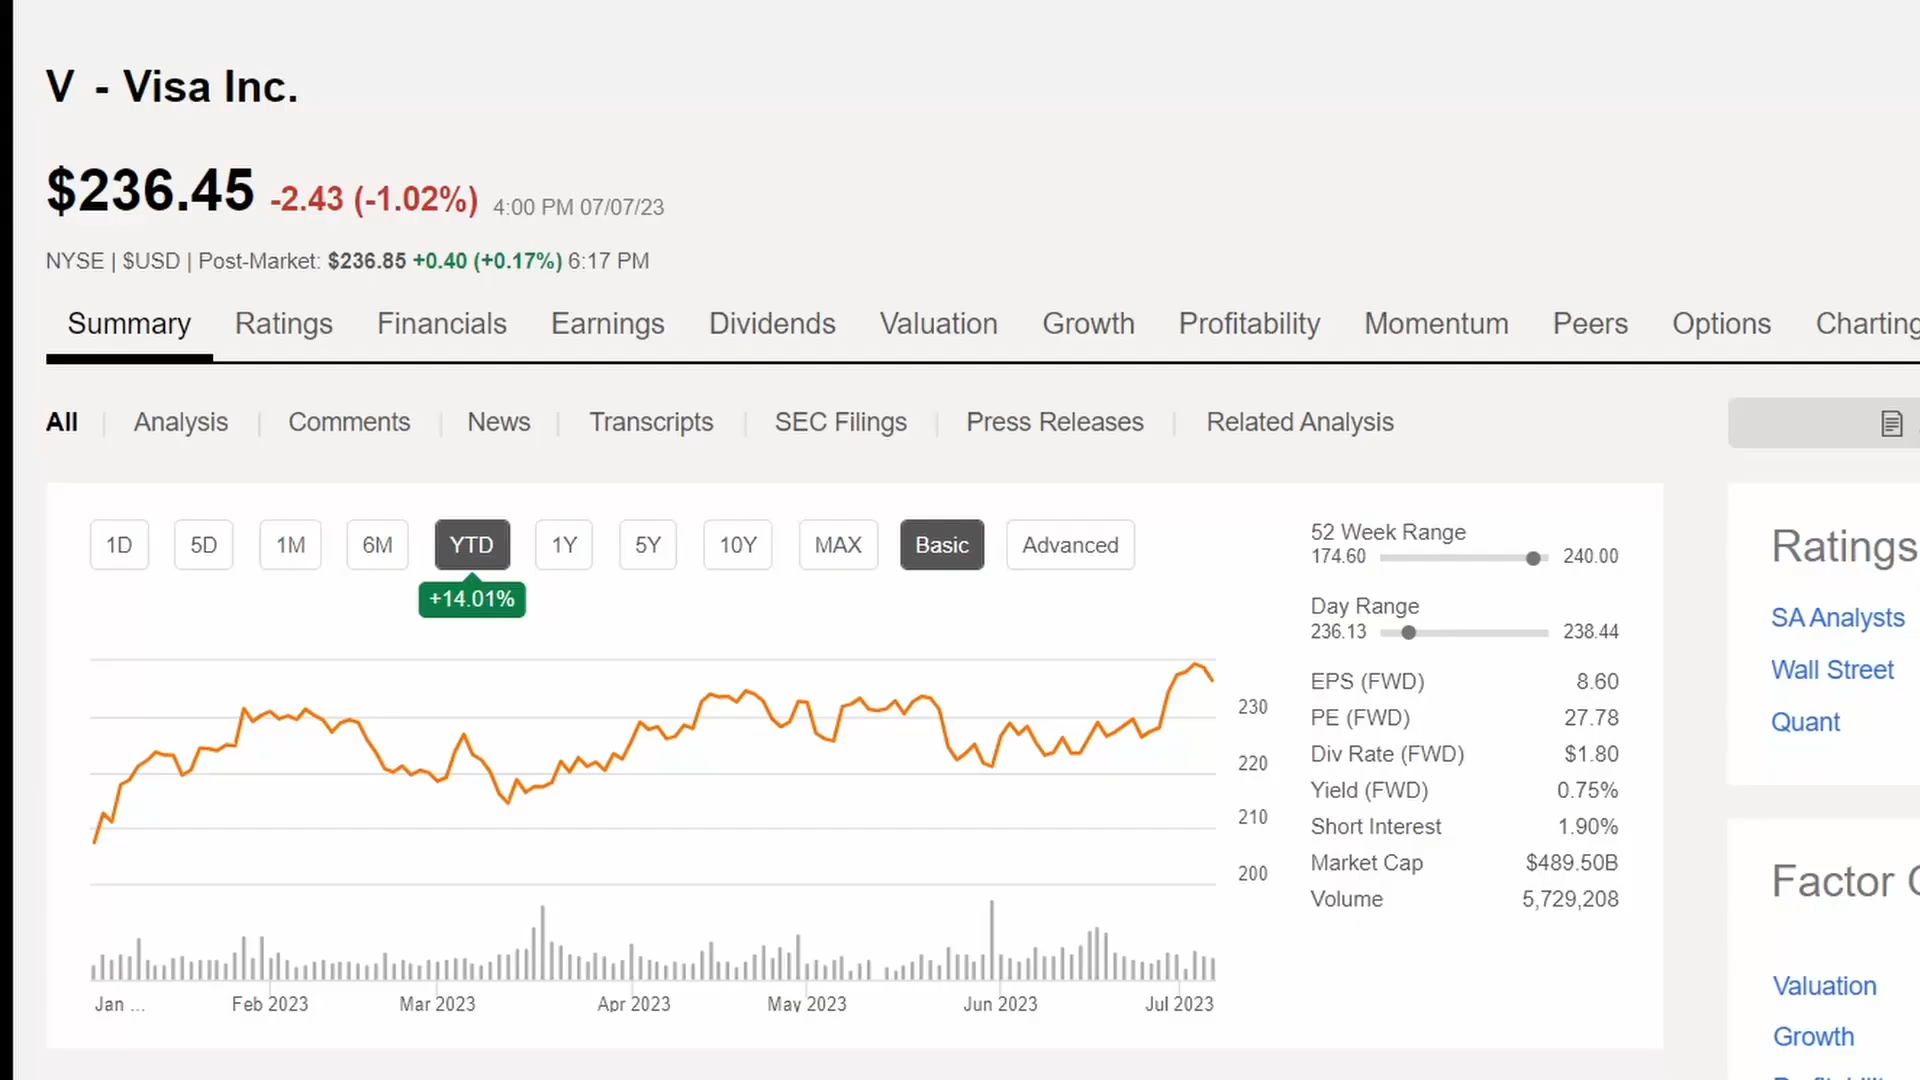 V - Visa Inc.
$236.45 -2.43 (-1.02%) 4:00 PM 07/07/23
NYSE | $USD | Post-Market: $236.85 +0.40 (+0.17%) 6:17 PM
Summary Ratings Financials Earnings Dividends Valuation Growth Profitability Momentum Peers Options Charting
All | Analysis | Comments | News | Transcripts | SEC Filings | Press Releases | Related Analysis
1D 5D 1M 6M YTD 1Y 5Y 10Y MAX Basic Advanced
+14.01%
230
220
210
200
Jan ... Feb 2023 Mar 2023 Apr 2023 May 2023 Jun 2023 Jul 2023
52 Week Range
174.60 240.00
Day Range
236.13 238.44
EPS (FWD) 8.60
PE (FWD) 27.78
Div Rate (FWD) $1.80
Yield (FWD) 0.75%
Short Interest 1.90%
Market Cap $489.50B
Volume 5,729,208
Ratings
SA Analysts
Wall Street
Quant
Factor
Valuation
Growth